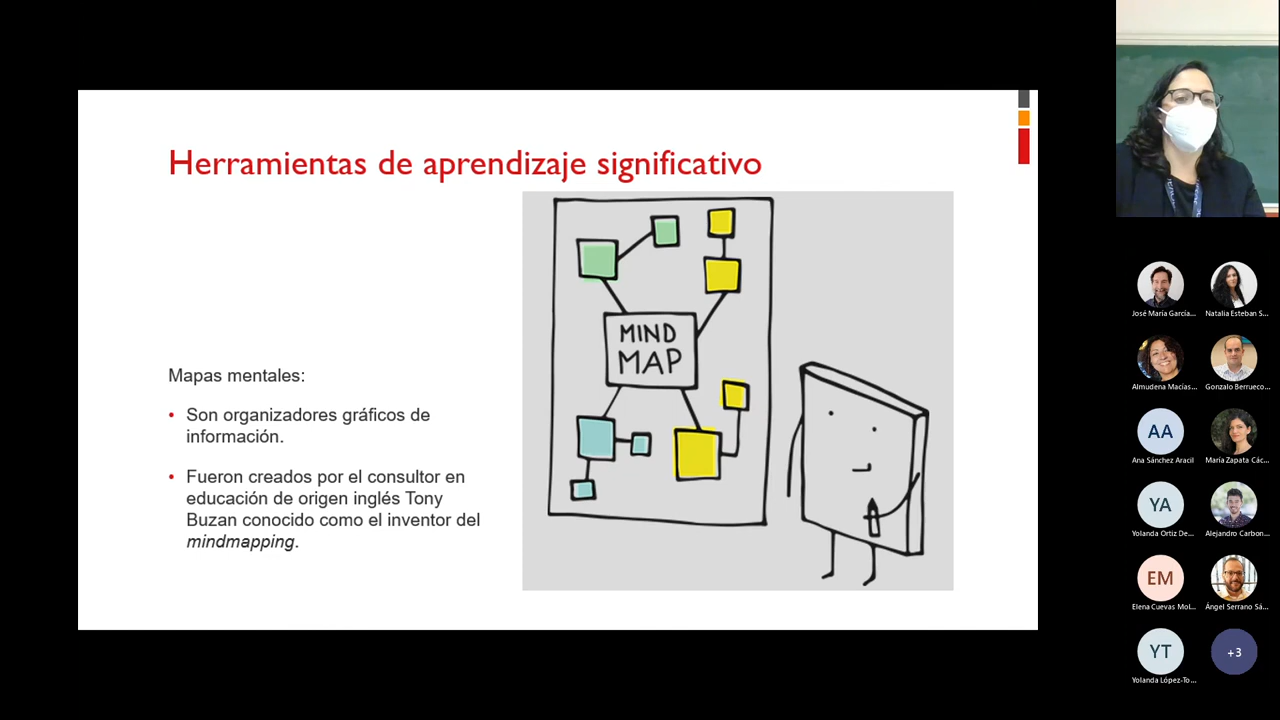 Herramientas de aprendizaje significativo
MIND
MAP
Mapas mentales:
• Son organizadores gráficos de
información.
• Fueron creados por el consultor en
educación de origen inglés Tony
Buzan conocido como el inventor del
mindmapping.
José María García...
Natalia Esteban S...
Almudena Macías...
Gonzalo Berrueco...
AA
Ana Sánchez Aracil
María Zapata Các...
YA
Yolanda Ortiz De...
Alejandro Carbon...
EM
Elena Cuevas Mol...
Ángel Serrano Sá...
YT
Yolanda López-To...
+3